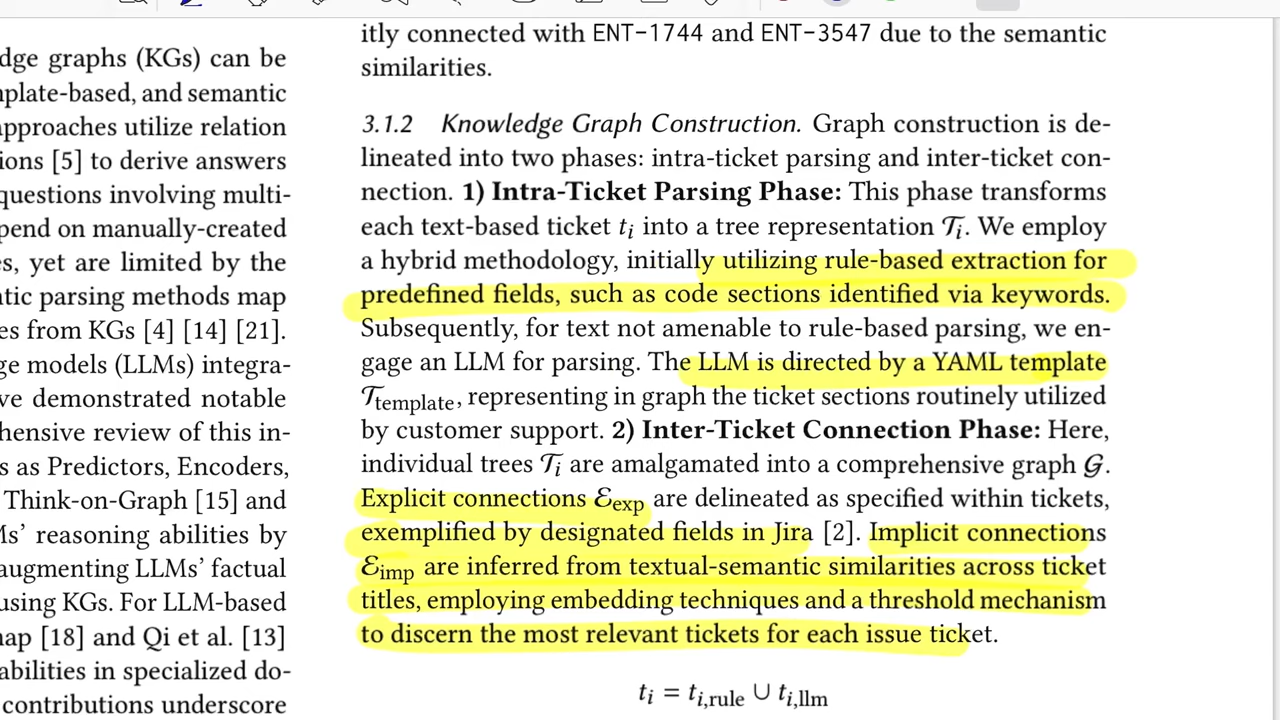 dge graphs (KGs) can be
nplate-based, and semantic
approaches utilize relation
ions [5] to derive answers
questions involving multi-
pend on manually-created
es, yet are limited by the
ntic parsing methods map
es from KGs [4] [14] [21].
ge models (LLMs) integra-
ve demonstrated notable
hensive review of this in-
s as Predictors, Encoders,
Think-on-Graph [15] and
Ms' reasoning abilities by
augmenting LLMs' factual
using KGs. For LLM-based
nap [18] and Qi et al. [13]
abilities in specialized do-
contributions underscore
itly connected with ENT-1744 and ENT-3547 due to the semantic
similarities.
3.1.2 Knowledge Graph Construction. Graph construction is de-
lineated into two phases: intra-ticket parsing and inter-ticket con-
nection. 1) Intra-Ticket Parsing Phase: This phase transforms
each text-based ticket tᵢ into a tree representation 𝒯ᵢ. We employ
a hybrid methodology, initially utilizing rule-based extraction for
predefined fields, such as code sections identified via keywords.
Subsequently, for text not amenable to rule-based parsing, we en-
gage an LLM for parsing. The LLM is directed by a YAML template
𝒯template, representing in graph the ticket sections routinely utilized
by customer support. 2) Inter-Ticket Connection Phase: Here,
individual trees 𝒯ᵢ are amalgamated into a comprehensive graph 𝒢.
Explicit connections ℰexp are delineated as specified within tickets,
exemplified by designated fields in Jira [2]. Implicit connections
ℰimp are inferred from textual-semantic similarities across ticket
titles, employing embedding techniques and a threshold mechanism
to discern the most relevant tickets for each issue ticket.
tᵢ = tᵢ,rule ∪ tᵢ,llm